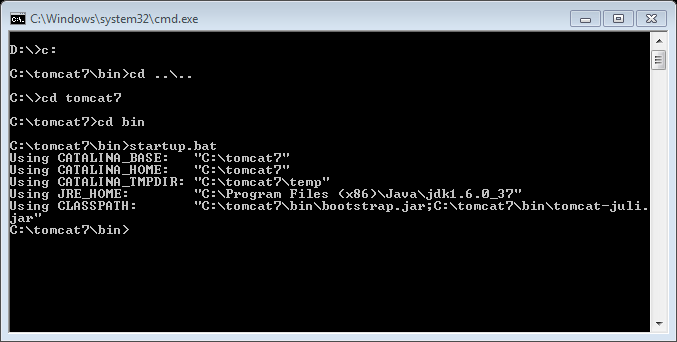 C:\Windows\system32\cmd.exe
D:\>c:
C:\tomcat7\bin>cd ..\..
C:\>cd tomcat7
C:\tomcat7>cd bin
C:\tomcat7\bin>startup.bat
Using CATALINA_BASE:   "C:\tomcat7"
Using CATALINA_HOME:   "C:\tomcat7"
Using CATALINA_TMPDIR: "C:\tomcat7\temp"
Using JRE_HOME:        "C:\Program Files (x86)\Java\jdk1.6.0_37"
Using CLASSPATH:       "C:\tomcat7\bin\bootstrap.jar;C:\tomcat7\bin\tomcat-juli.
jar"
C:\tomcat7\bin>